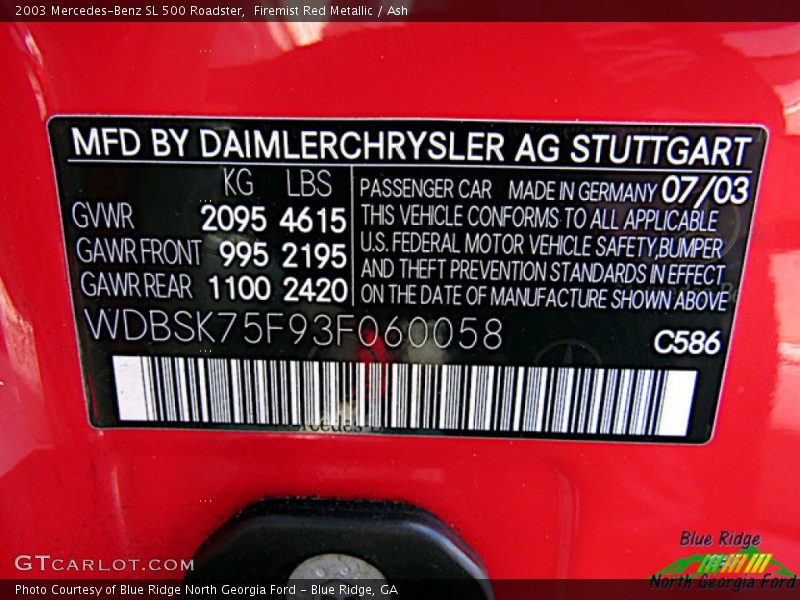 2003 Mercedes-Benz SL 500 Roadster,  Firemist Red Metallic / Ash
MFD BY DAIMLERCHRYSLER AG STUTTGART
KG LBS
GVWR 2095 4615
GAWR FRONT 995 2195
GAWR REAR 1100 2420
PASSENGER CAR MADE IN GERMANY 07/03
THIS VEHICLE CONFORMS TO ALL APPLICABLE
U.S. FEDERAL MOTOR VEHICLE SAFETY,BUMPER
AND THEFT PREVENTION STANDARDS IN EFFECT
ON THE DATE OF MANUFACTURE SHOWN ABOVE
WDBSK75F93F060058
C586
GTCARLOT.COM
Blue Ridge
North Georgia Ford
Photo Courtesy of Blue Ridge North Georgia Ford - Blue Ridge, GA